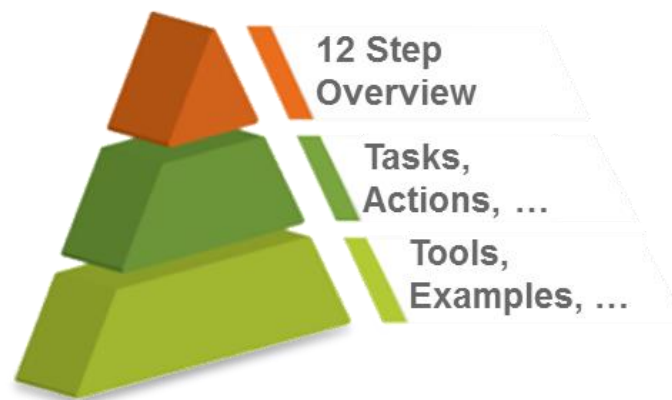 12 Step
Overview
Tasks,
Actions, …
Tools,
Examples, …